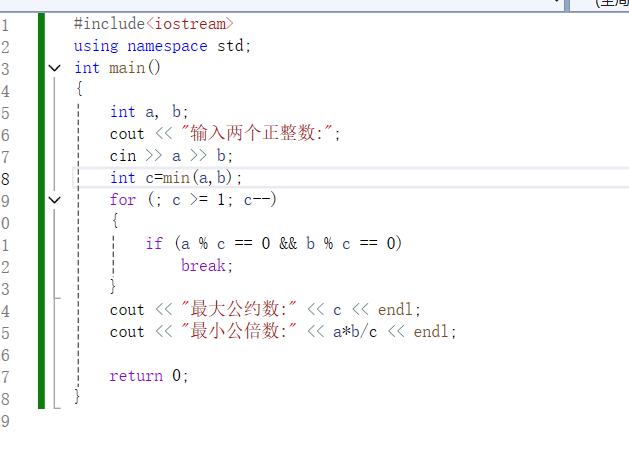 (全局
1 #include<iostream>
2 using namespace std;
3 int main()
4 {
5 int a, b;
6 cout << "输入两个正整数:";
7 cin >> a >> b;
8 int c=min(a,b);
9 for (; c >= 1; c--)
0 {
1 if (a % c == 0 && b % c == 0)
2 break;
3 }
4 cout << "最大公约数:" << c << endl;
5 cout << "最小公倍数:" << a*b/c << endl;
6
7 return 0;
8 }
9